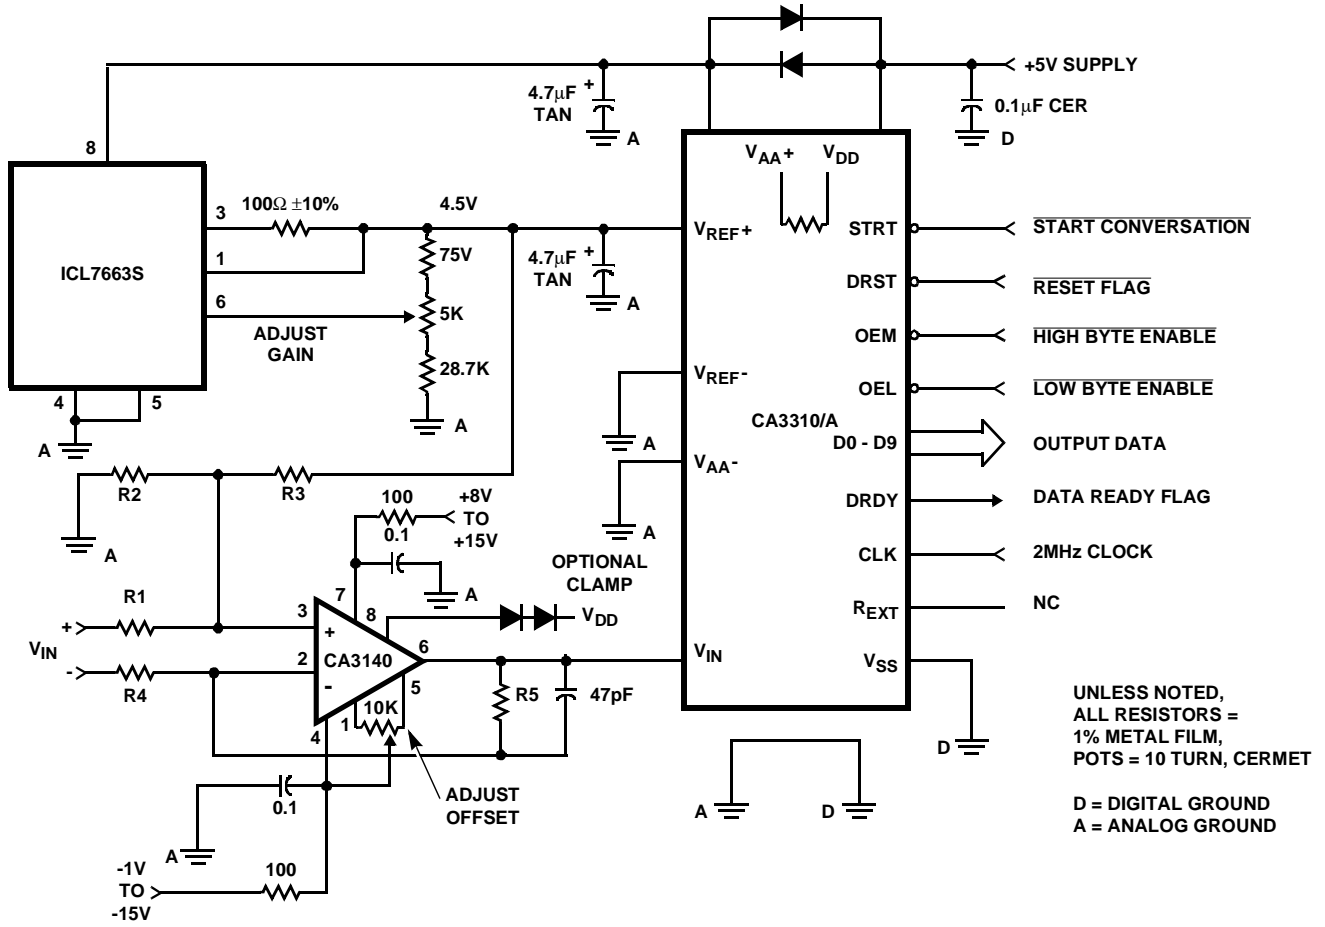 +5V SUPPLY
4.7µF
TAN
+
A
0.1µF CER
D
8
VAA+
VDD
ICL7663S
3
100Ω ±10%
4.5V
1
6
ADJUST
GAIN
75V
5K
28.7K
A
4
5
A
4.7µF
TAN
+
A
VREF+
VREF-
A
VAA-
A
CA3310/A
STRT
START CONVERSATION
DRST
RESET FLAG
OEM
HIGH BYTE ENABLE
OEL
LOW BYTE ENABLE
D0 - D9
OUTPUT DATA
DRDY
DATA READY FLAG
CLK
2MHz CLOCK
REXT
NC
VIN
VSS
D
R2
R3
A
100
+8V
TO
+15V
0.1
A
OPTIONAL
CLAMP
VDD
R1
+
VIN
-
R4
3
2
7
8
6
5
1
4
+
-
CA3140
10K
R5
47pF
ADJUST
OFFSET
0.1
A
-1V
TO
-15V
100
A
D
UNLESS NOTED,
ALL RESISTORS =
1% METAL FILM,
POTS = 10 TURN, CERMET
D = DIGITAL GROUND
A = ANALOG GROUND